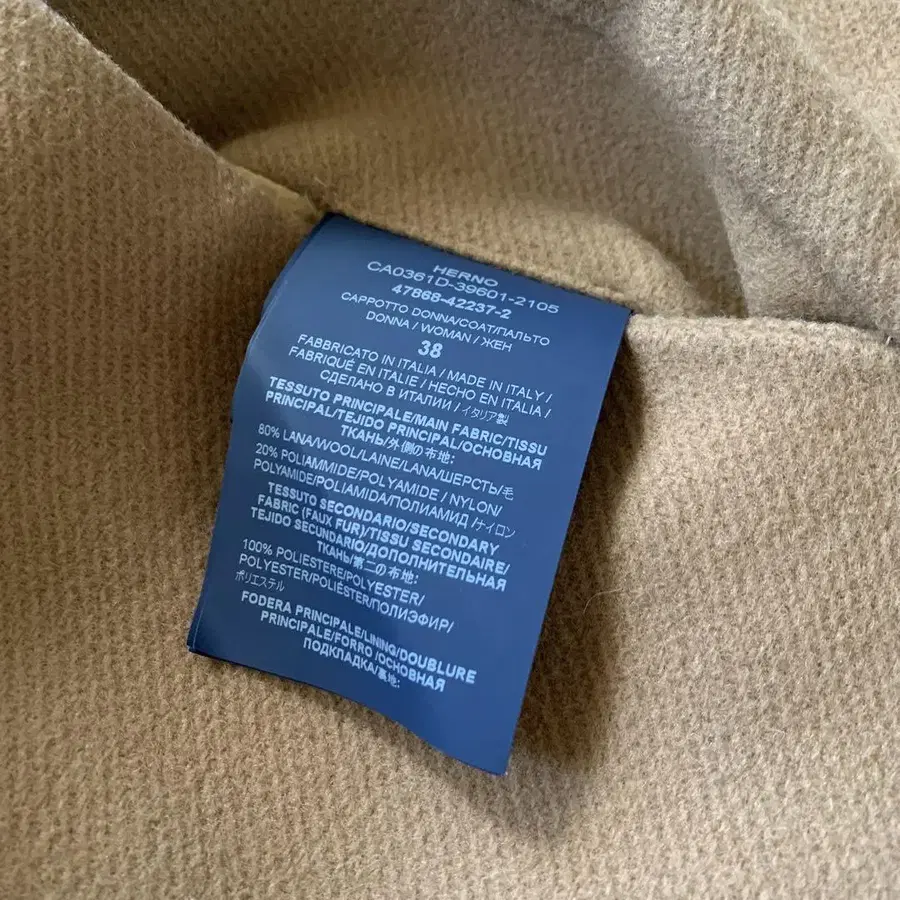 HERNO
CA0361D-39601-2105
47868-42237-2
CAPPOTTO DONNA/COAT/ПАЛЬТО
DONNA / WOMAN / ЖЕН
38
FABBRICATO IN ITALIA / MADE IN ITALY /
FABRIQUÉ EN ITALIE / HECHO EN ITALIA /
СДЕЛАНО В ИТАЛИИ / イタリア製
TESSUTO PRINCIPALE/MAIN FABRIC/TISSU
PRINCIPAL/TEJIDO PRINCIPAL/ОСНОВНАЯ
ТКАНЬ/外側の布地:
80% LANA/WOOL/LAINE/LANA/ШЕРСТЬ/毛
20% POLIAMMIDE/POLYAMIDE / NYLON/
POLYAMIDE/POLIAMIDA/ПОЛИАМИД /ナイロン
TESSUTO SECONDARIO/SECONDARY
FABRIC (FAUX FUR)/TISSU SECONDAIRE/
TEJIDO SECUNDARIO/ДОПОЛНИТЕЛЬНАЯ
ТКАНЬ/第二の布地:
100% POLIESTERE/POLYESTER/
POLYESTER/POLIÉSTER/ПОЛИЭФИР/
ポリエステル
FODERA PRINCIPALE/LINING/DOUBLURE
PRINCIPALE/FORRO /ОСНОВНАЯ
ПОДКЛАДКА/裏地: